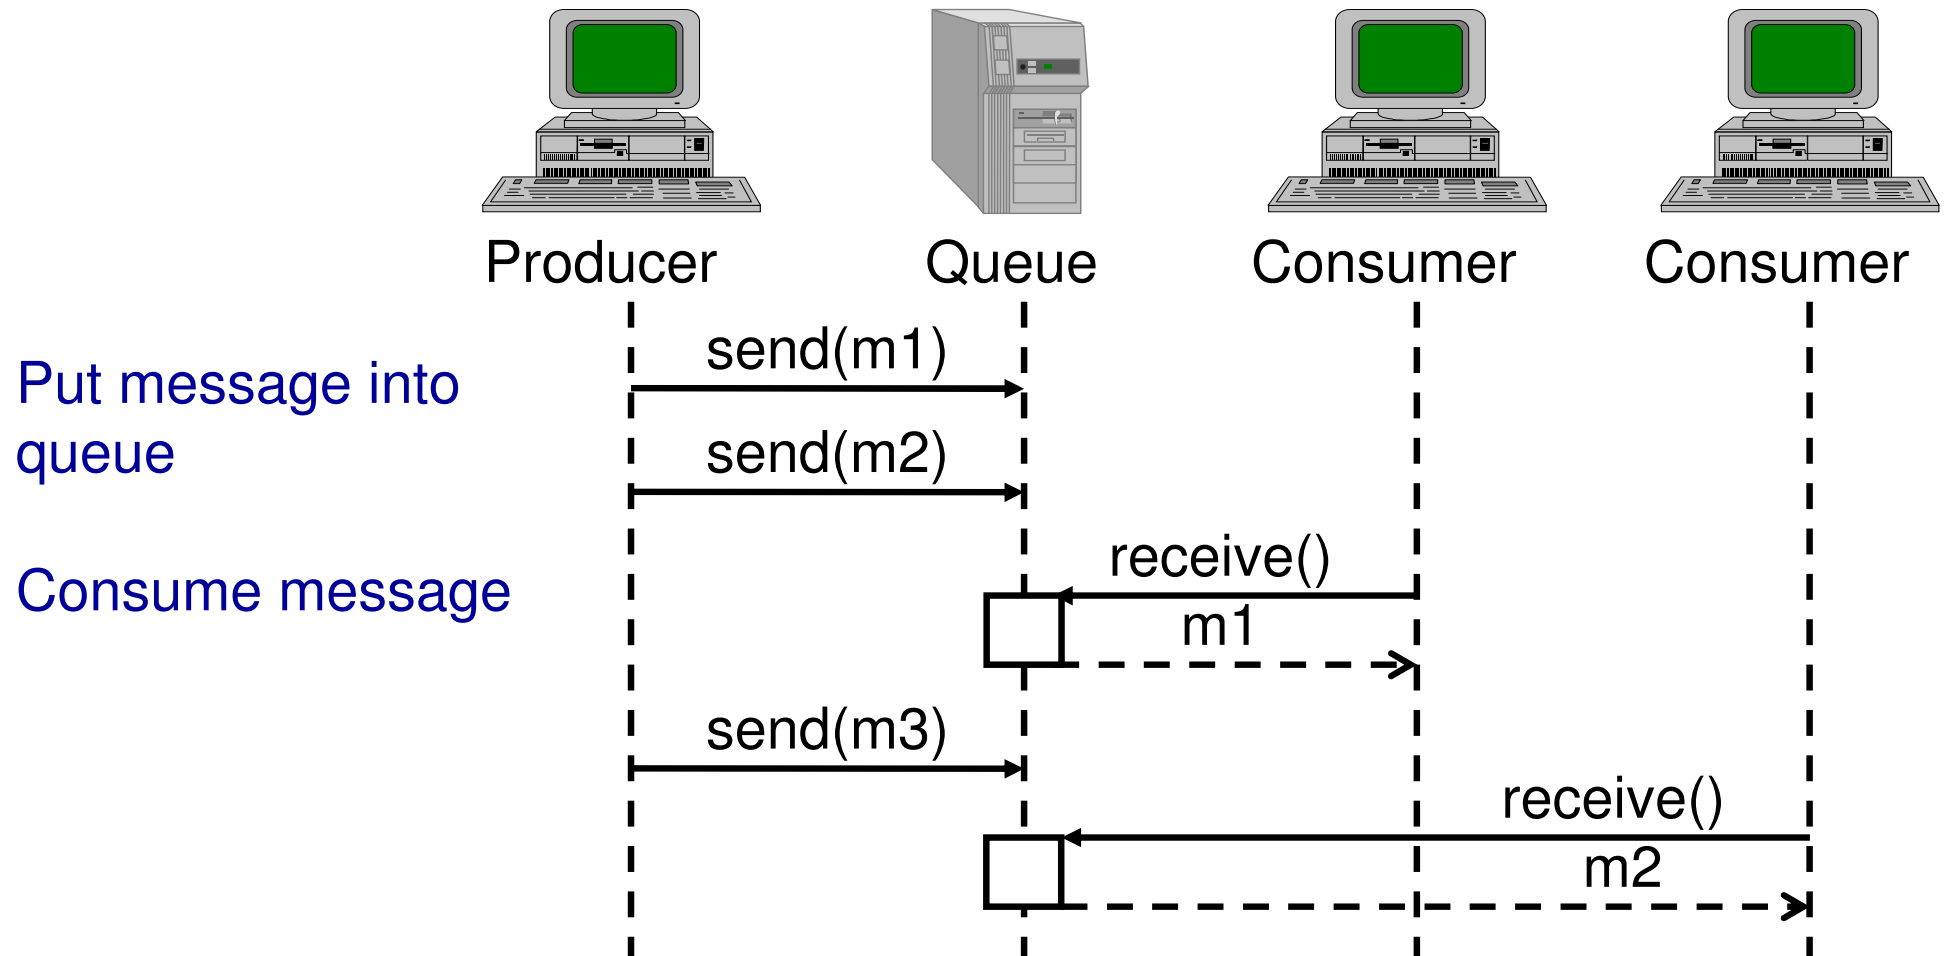 Producer
Queue
Consumer
Consumer
send(m1)
Put message into
queue
send(m2)
receive()
Consume message
m1
send(m3)
receive()
m2